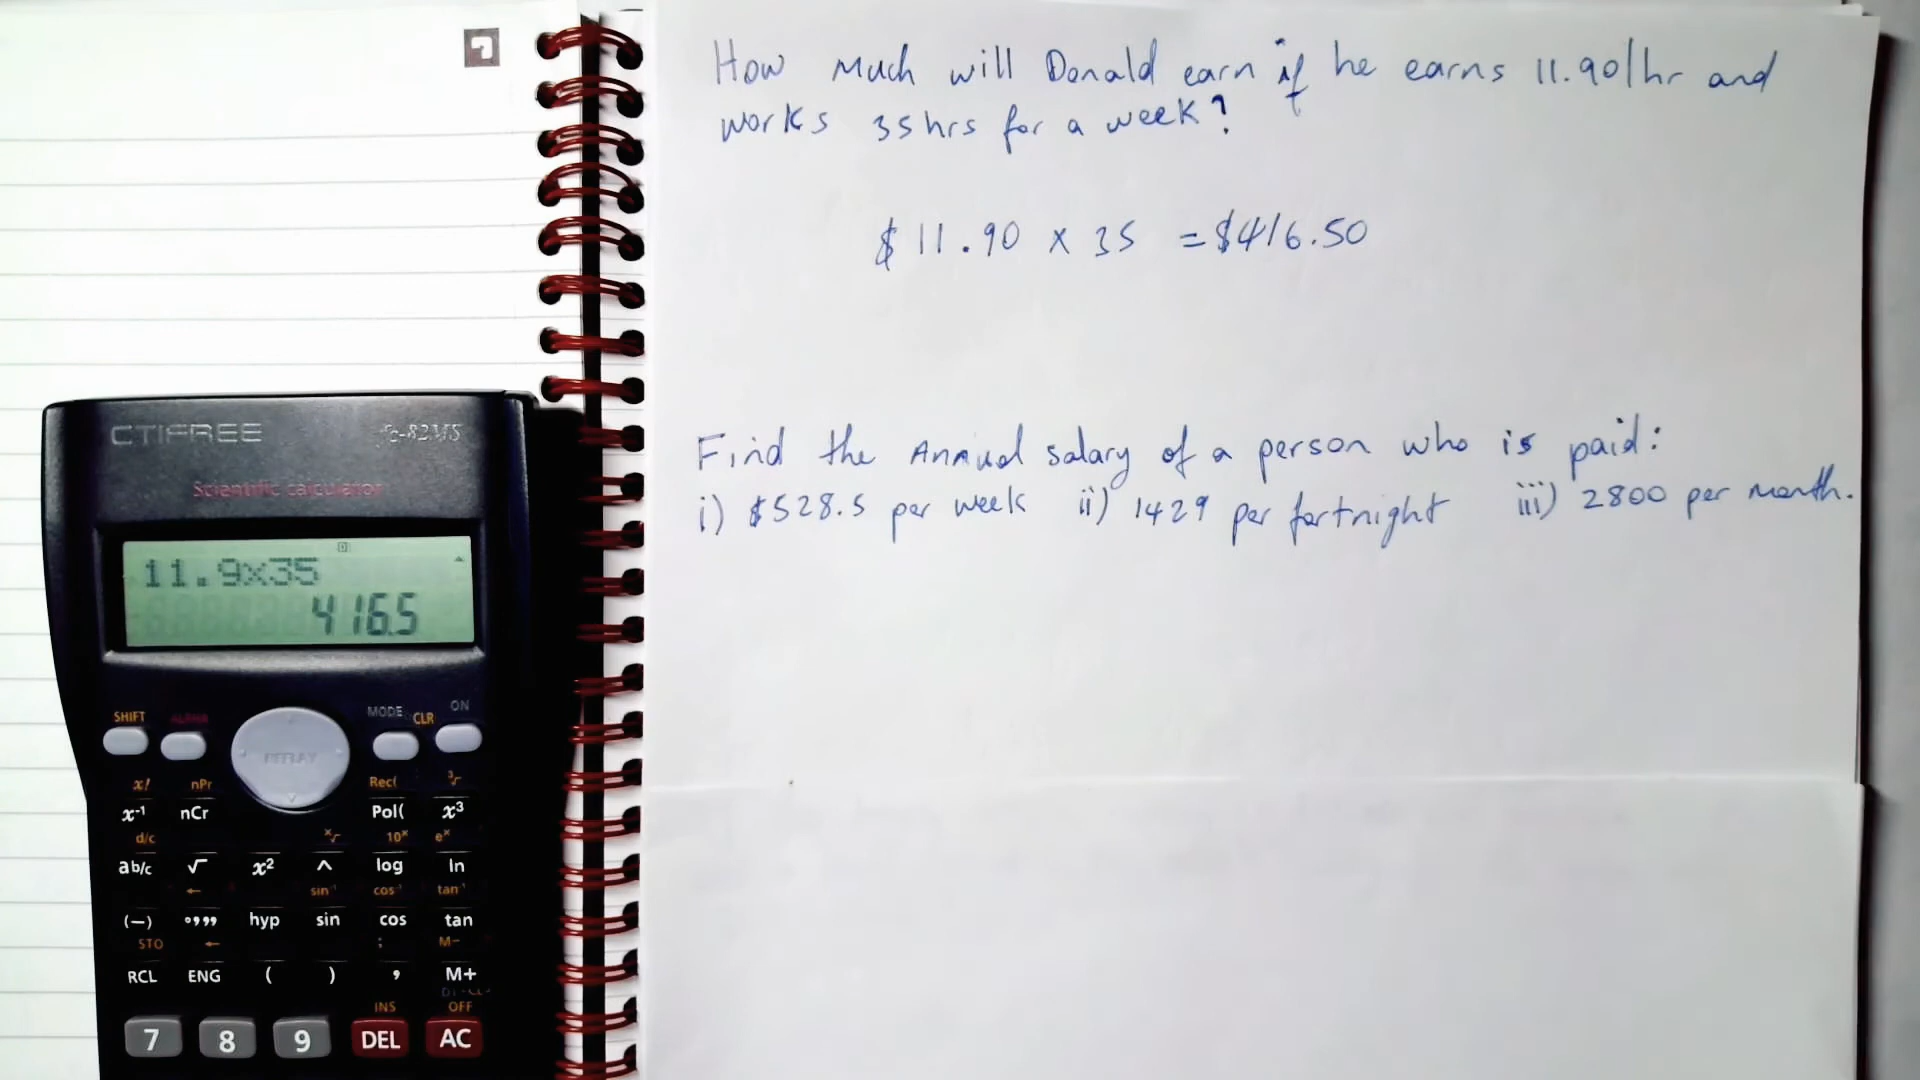 How much will Donald earn if he earns 11.90/hr and
works 35hrs for a week?
$11.90 x 35 = $416.50
Find the Annual salary of a person who is paid:
i) $528.5 per week ii) 1429 per fortnight iii) 2800 per month.
CTIFREE
Scientific calculator
11.9x35
416.5
SHIFT ALPHA MODE CLR ON
REPLAY
x! nPr Rec( ³√
x⁻¹ nCr Pol( x³
d/c ˣ√ 10ˣ eˣ
ab/c √ x² ^ log ln
← sin⁻¹ cos⁻¹ tan⁻¹
(−) °,,, hyp sin cos tan
STO ← ; M−
RCL ENG ( ) , M+
INS OFF
7 8 9 DEL AC